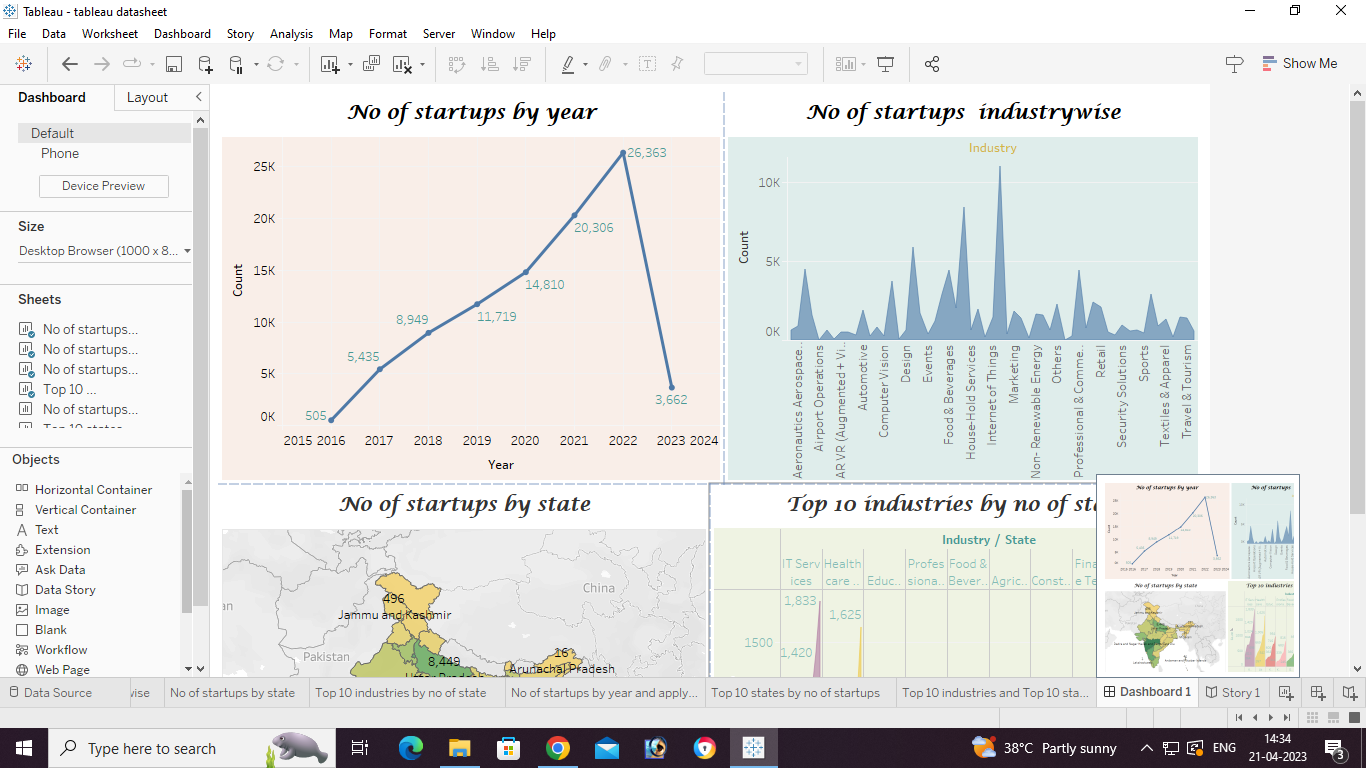 Tableau - tableau datasheet
File Data Worksheet Dashboard Story Analysis Map Format Server Window Help
Show Me
Dashboard Layout
Default
Phone
Device Preview
Size
Desktop Browser (1000 x 8...
Sheets
No of startups...
No of startups...
No of startups...
Top 10 ...
No of startups...
Top 10 states
Objects
Horizontal Container
Vertical Container
Text
Extension
Ask Data
Data Story
Image
Blank
Workflow
Web Page
No of startups by year
25K
20K
15K
10K
5K
0K
Count
26,363
20,306
14,810
11,719
8,949
5,435
505
3,662
2015 2016 2017 2018 2019 2020 2021 2022 2023 2024
Year
No of startups industrywise
Industry
10K
5K
0K
Count
Aeronautics Aerospace..
Airport Operations
AR VR (Augmented + Vi..
Automotive
Computer Vision
Design
Events
Food & Beverages
House-Hold Services
Internet of Things
Marketing
Non- Renewable Energy
Others
Professional & Comme..
Retail
Security Solutions
Sports
Textiles & Apparel
Travel & Tourism
No of startups by state
China
496
Jammu and Kashmir
Pakistan
8,449
16
Arunachal Pradesh
Top 10 industries by no of sta
Industry / State
IT Serv
ices
Health
care ..
Educ..
Profes
siona..
Food &
Bever..
Agric..
Const..
Fina
e Te
1,833
1,625
1500
1,420
No of startups by year
No of startups
No of startups by state
Top 10 industries
Data Source
wise
No of startups by state
Top 10 industries by no of state
No of startups by year and apply...
Top 10 states by no of startups
Top 10 industries and Top 10 sta...
Dashboard 1
Story 1
Type here to search
38°C Partly sunny
ENG
14:34
21-04-2023
3